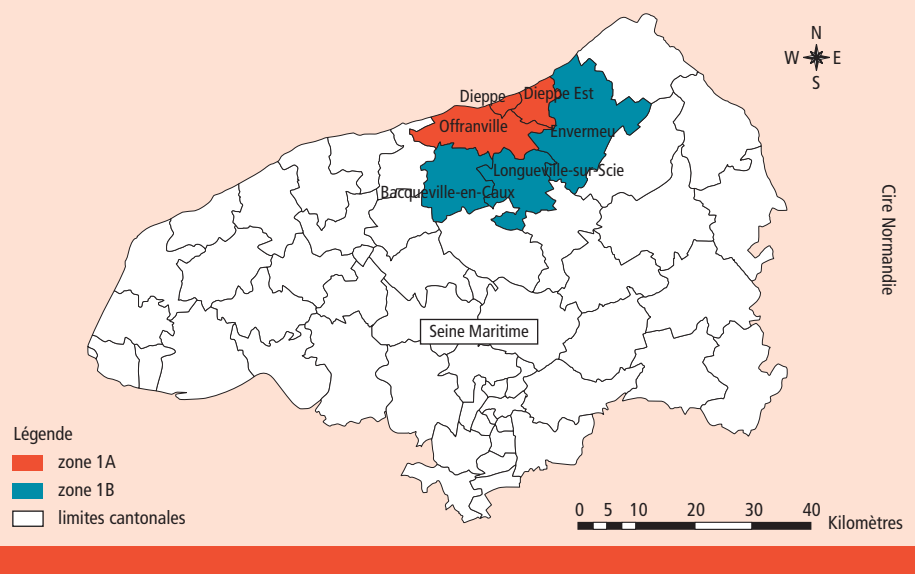 N
W E
S
Dieppe
Dieppe Est
Offranville
Envermeu
Longueville-sur-Scie
Bacqueville-en-Caux
Cire Normandie
Seine Maritime
Légende
zone 1A
zone 1B
limites cantonales
0 5 10 20 30 40
Kilomètres